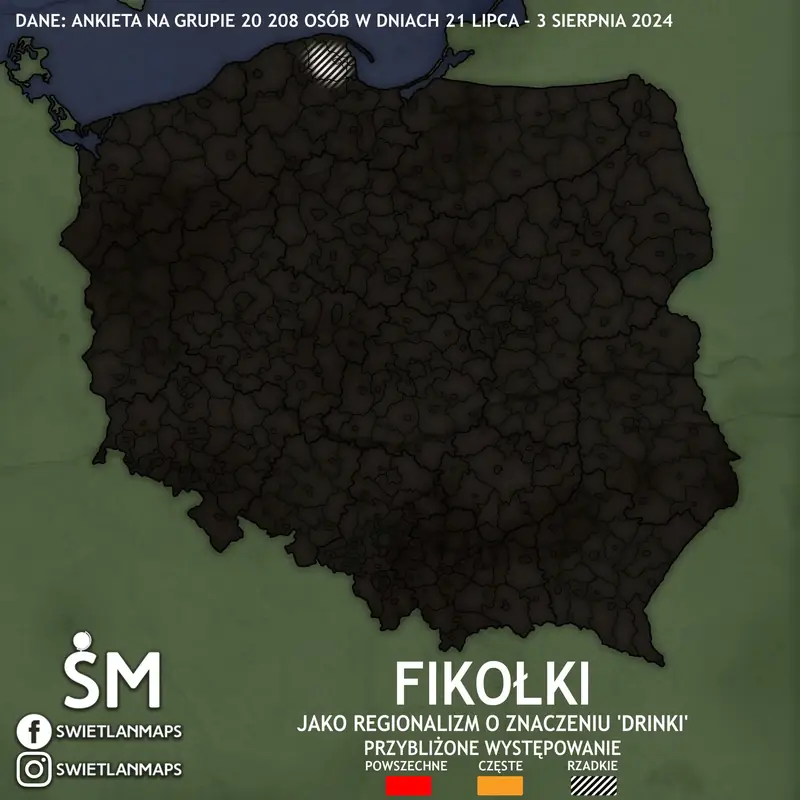 DANE: ANKIETA NA GRUPIE 20 208 OSÓB W DNIACH 21 LIPCA - 3 SIERPNIA 2024
ŚM
SWIETLANMAPS
SWIETLANMAPS
FIKOŁKI
JAKO REGIONALIZM O ZNACZENIU 'DRINKI'
PRZYBLIŻONE WYSTĘPOWANIE
POWSZECHNE CZĘSTE RZADKIE